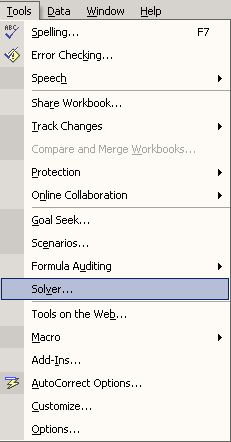 Tools Data Window Help
ABC Spelling... F7
Error Checking...
Speech
Share Workbook...
Track Changes
Compare and Merge Workbooks...
Protection
Online Collaboration
Goal Seek...
Scenarios...
Formula Auditing
Solver...
Tools on the Web...
Macro
Add-Ins...
AutoCorrect Options...
Customize...
Options...